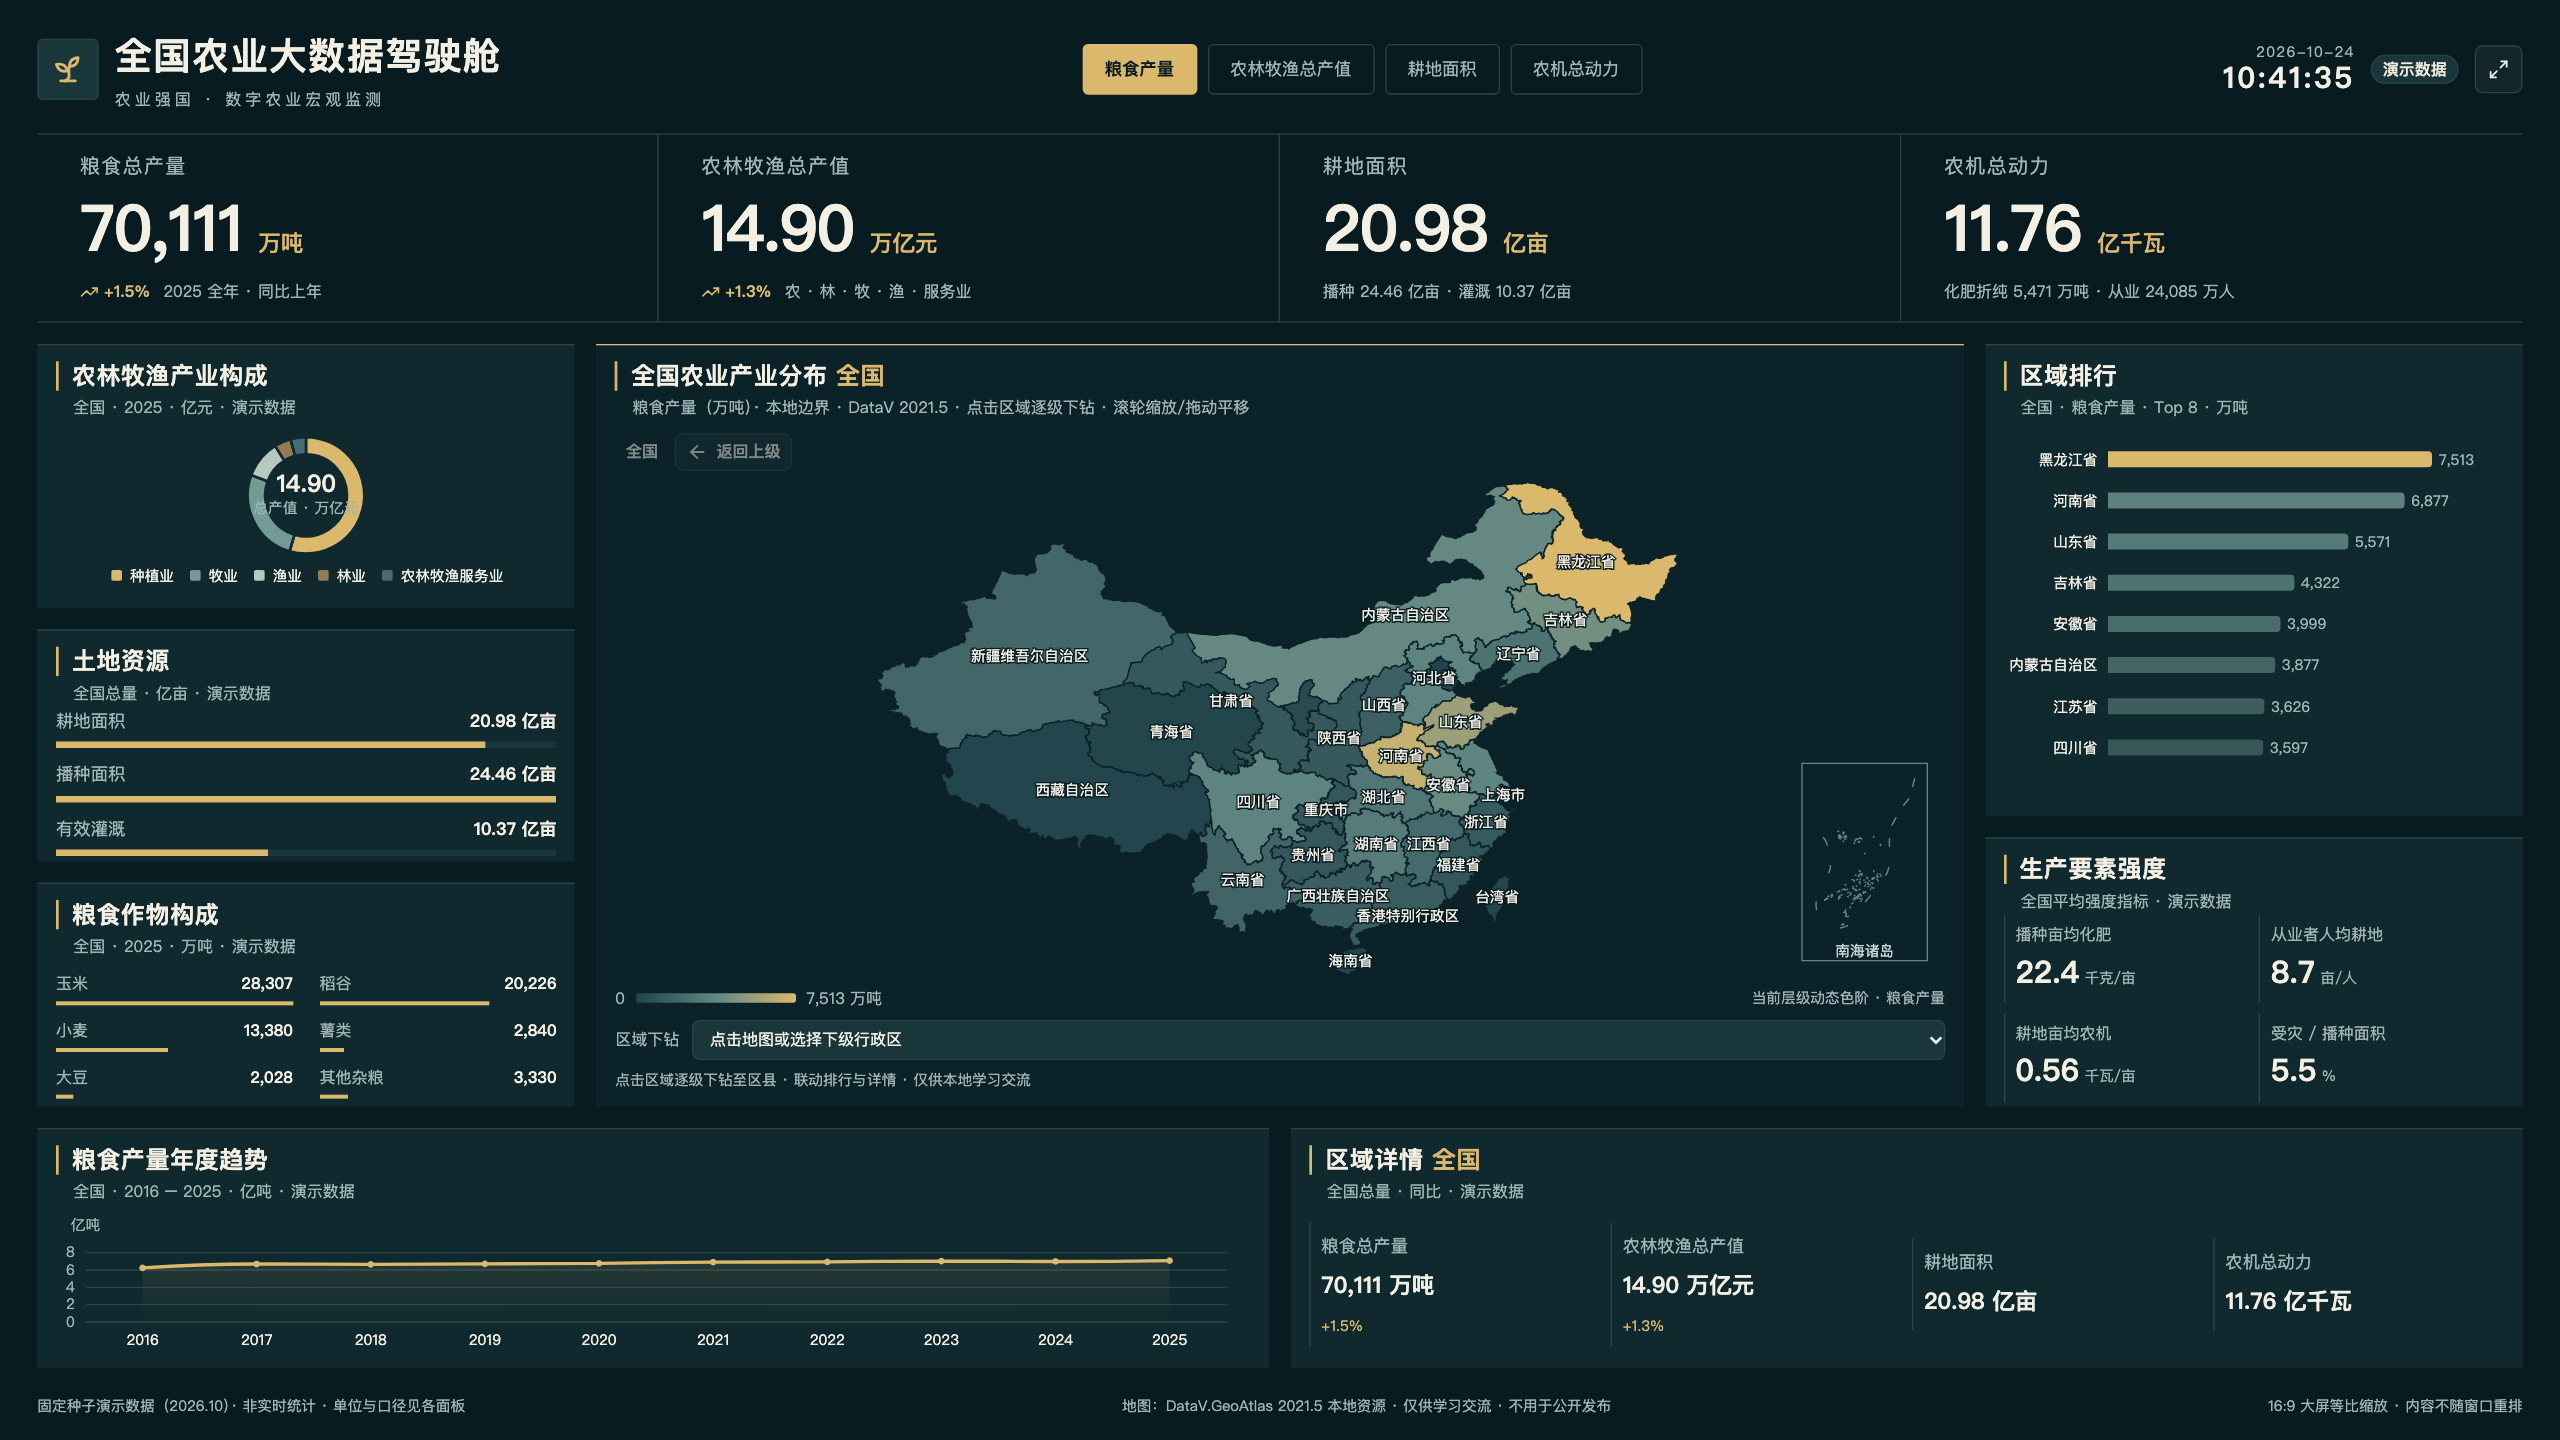 全国农业大数据驾驶舱
农业强国 · 数字农业宏观监测
粮食产量
农林牧渔总产值
耕地面积
农机总动力
2026-10-24
10:41:35
演示数据
粮食总产量
70,111 万吨
+1.5% 2025 全年 · 同比上年
农林牧渔总产值
14.90 万亿元
+1.3% 农 · 林 · 牧 · 渔 · 服务业
耕地面积
20.98 亿亩
播种 24.46 亿亩 · 灌溉 10.37 亿亩
农机总动力
11.76 亿千瓦
化肥折纯 5,471 万吨 · 从业 24,085 万人
农林牧渔产业构成
全国 · 2025 · 亿元 · 演示数据
14.90
总产值 · 万亿元
种植业 牧业 渔业 林业 农林牧渔服务业
土地资源
全国总量 · 亿亩 · 演示数据
耕地面积 20.98 亿亩
播种面积 24.46 亿亩
有效灌溉 10.37 亿亩
粮食作物构成
全国 · 2025 · 万吨 · 演示数据
玉米 28,307 稻谷 20,226
小麦 13,380 薯类 2,840
大豆 2,028 其他杂粮 3,330
全国农业产业分布 全国
粮食产量 (万吨) · 本地边界 · DataV 2021.5 · 点击区域逐级下钻 · 滚轮缩放/拖动平移
全国 返回上级
黑龙江省
内蒙古自治区
吉林省
新疆维吾尔自治区
辽宁省
河北省
甘肃省
山西省
山东省
青海省
陕西省
河南省
西藏自治区
安徽省
四川省
重庆市
湖北省
上海市
浙江省
贵州省
湖南省
江西省
福建省
云南省
广西壮族自治区
台湾省
香港特别行政区
海南省
南海诸岛
0 7,513 万吨
当前层级动态色阶 · 粮食产量
区域下钻 点击地图或选择下级行政区
点击区域逐级下钻至区县 · 联动排行与详情 · 仅供本地学习交流
区域排行
全国 · 粮食产量 · Top 8 · 万吨
黑龙江省 7,513
河南省 6,877
山东省 5,571
吉林省 4,322
安徽省 3,999
内蒙古自治区 3,877
江苏省 3,626
四川省 3,597
生产要素强度
全国平均强度指标 · 演示数据
播种亩均化肥
22.4 千克/亩
从业者人均耕地
8.7 亩/人
耕地亩均农机
0.56 千瓦/亩
受灾 / 播种面积
5.5 %
粮食产量年度趋势
全国 · 2016 — 2025 · 亿吨 · 演示数据
亿吨
8
6
4
2
0
2016 2017 2018 2019 2020 2021 2022 2023 2024 2025
区域详情 全国
全国总量 · 同比 · 演示数据
粮食总产量
70,111 万吨
+1.5%
农林牧渔总产值
14.90 万亿元
+1.3%
耕地面积
20.98 亿亩
农机总动力
11.76 亿千瓦
固定种子演示数据 (2026.10) · 非实时统计 · 单位与口径见各面板
地图：DataV.GeoAtlas 2021.5 本地资源 · 仅供学习交流 · 不用于公开发布
16:9 大屏等比缩放 · 内容不随窗口重排